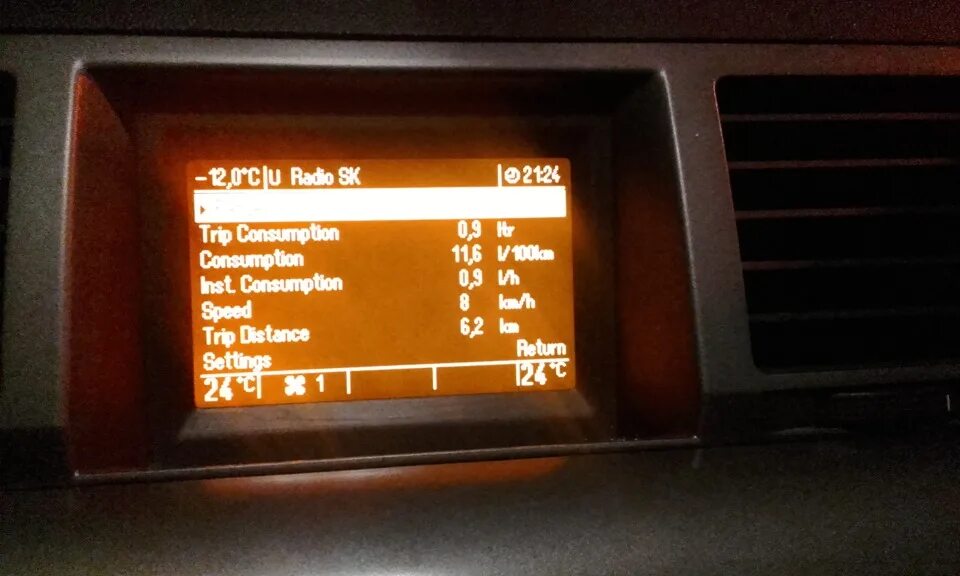 -12,0°C U Radio SK 21:24
Trip Consumption 0,9 ltr
Consumption 11,6 l/100km
Inst. Consumption 0,9 l/h
Speed 8 km/h
Trip Distance 6,2 km
Settings Return
24°C 1 24°C